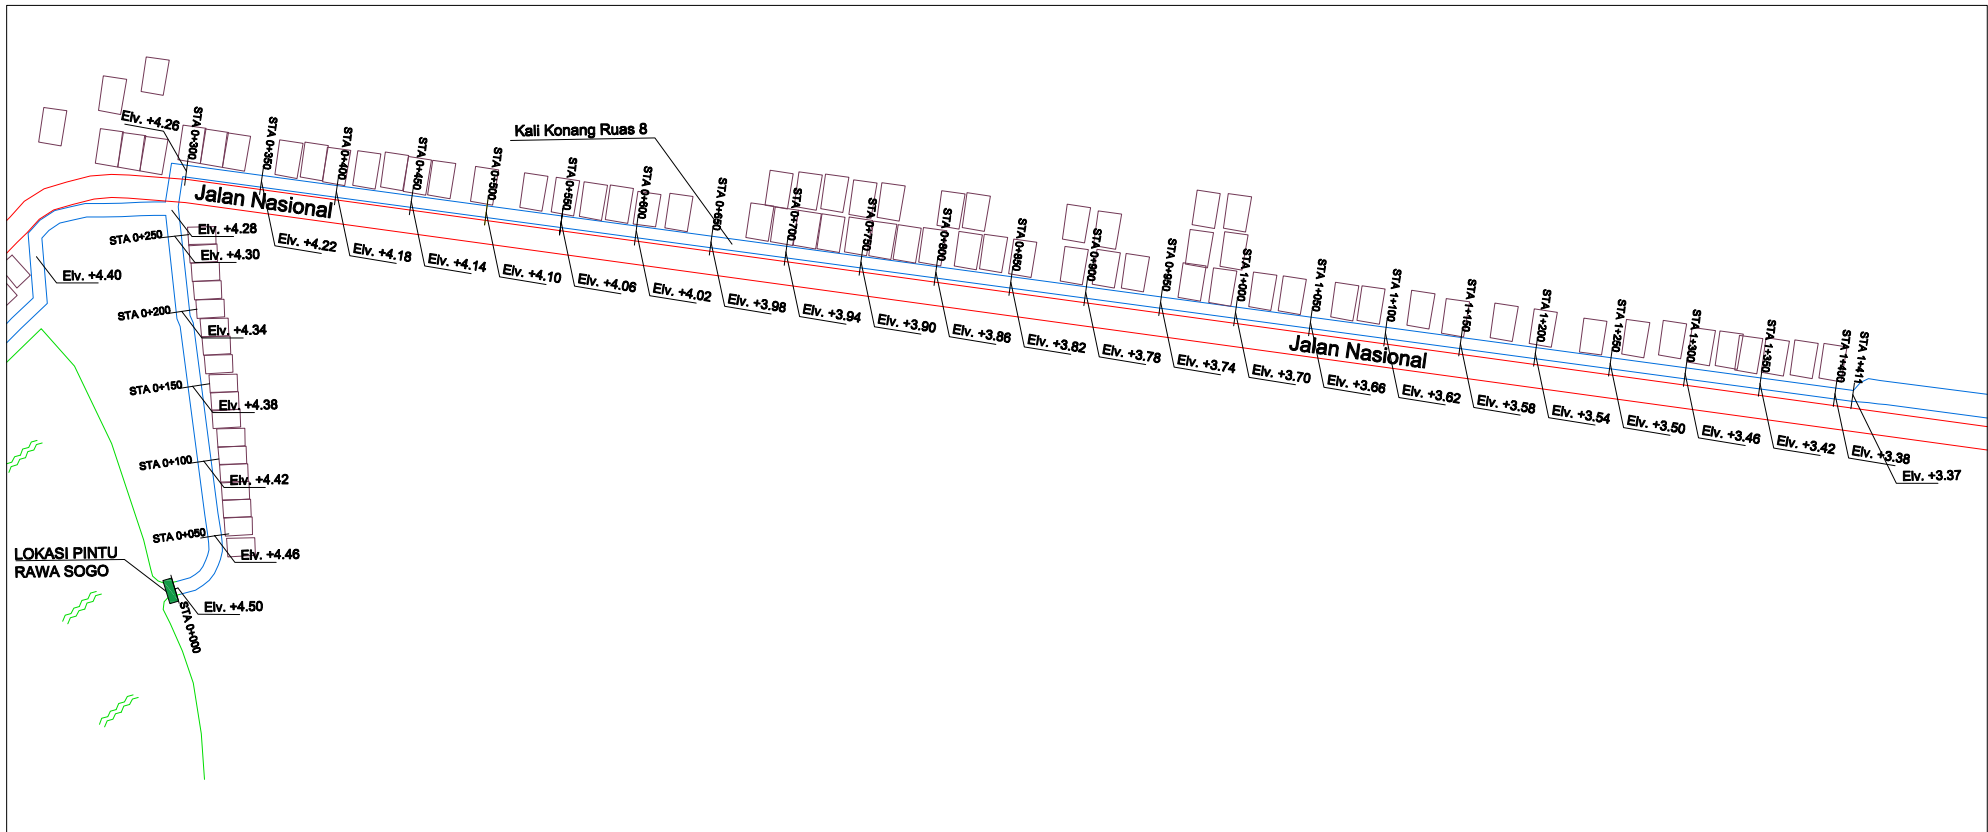 Elv. +4.26
STA 0+300
STA 0+350
STA 0+400
STA 0+450
STA 0+500
STA 0+550
STA 0+600
STA 0+650
STA 0+700
STA 0+750
STA 0+800
STA 0+850
STA 0+900
STA 0+950
STA 1+000
STA 1+050
STA 1+100
STA 1+150
STA 1+200
STA 1+250
STA 1+300
STA 1+350
STA 1+400
STA 1+411
Kali Konang Ruas 8
Jalan Nasional
Jalan Nasional
Elv. +4.22
Elv. +4.18
Elv. +4.14
Elv. +4.10
Elv. +4.06
Elv. +4.02
Elv. +3.98
Elv. +3.94
Elv. +3.90
Elv. +3.86
Elv. +3.82
Elv. +3.78
Elv. +3.74
Elv. +3.70
Elv. +3.66
Elv. +3.62
Elv. +3.58
Elv. +3.54
Elv. +3.50
Elv. +3.46
Elv. +3.42
Elv. +3.38
Elv. +3.37
Elv. +4.28
STA 0+250
Elv. +4.30
Elv. +4.40
STA 0+200
Elv. +4.34
STA 0+150
Elv. +4.38
STA 0+100
Elv. +4.42
STA 0+050
Elv. +4.46
LOKASI PINTU
RAWA SOGO
Elv. +4.50
STA 0+000